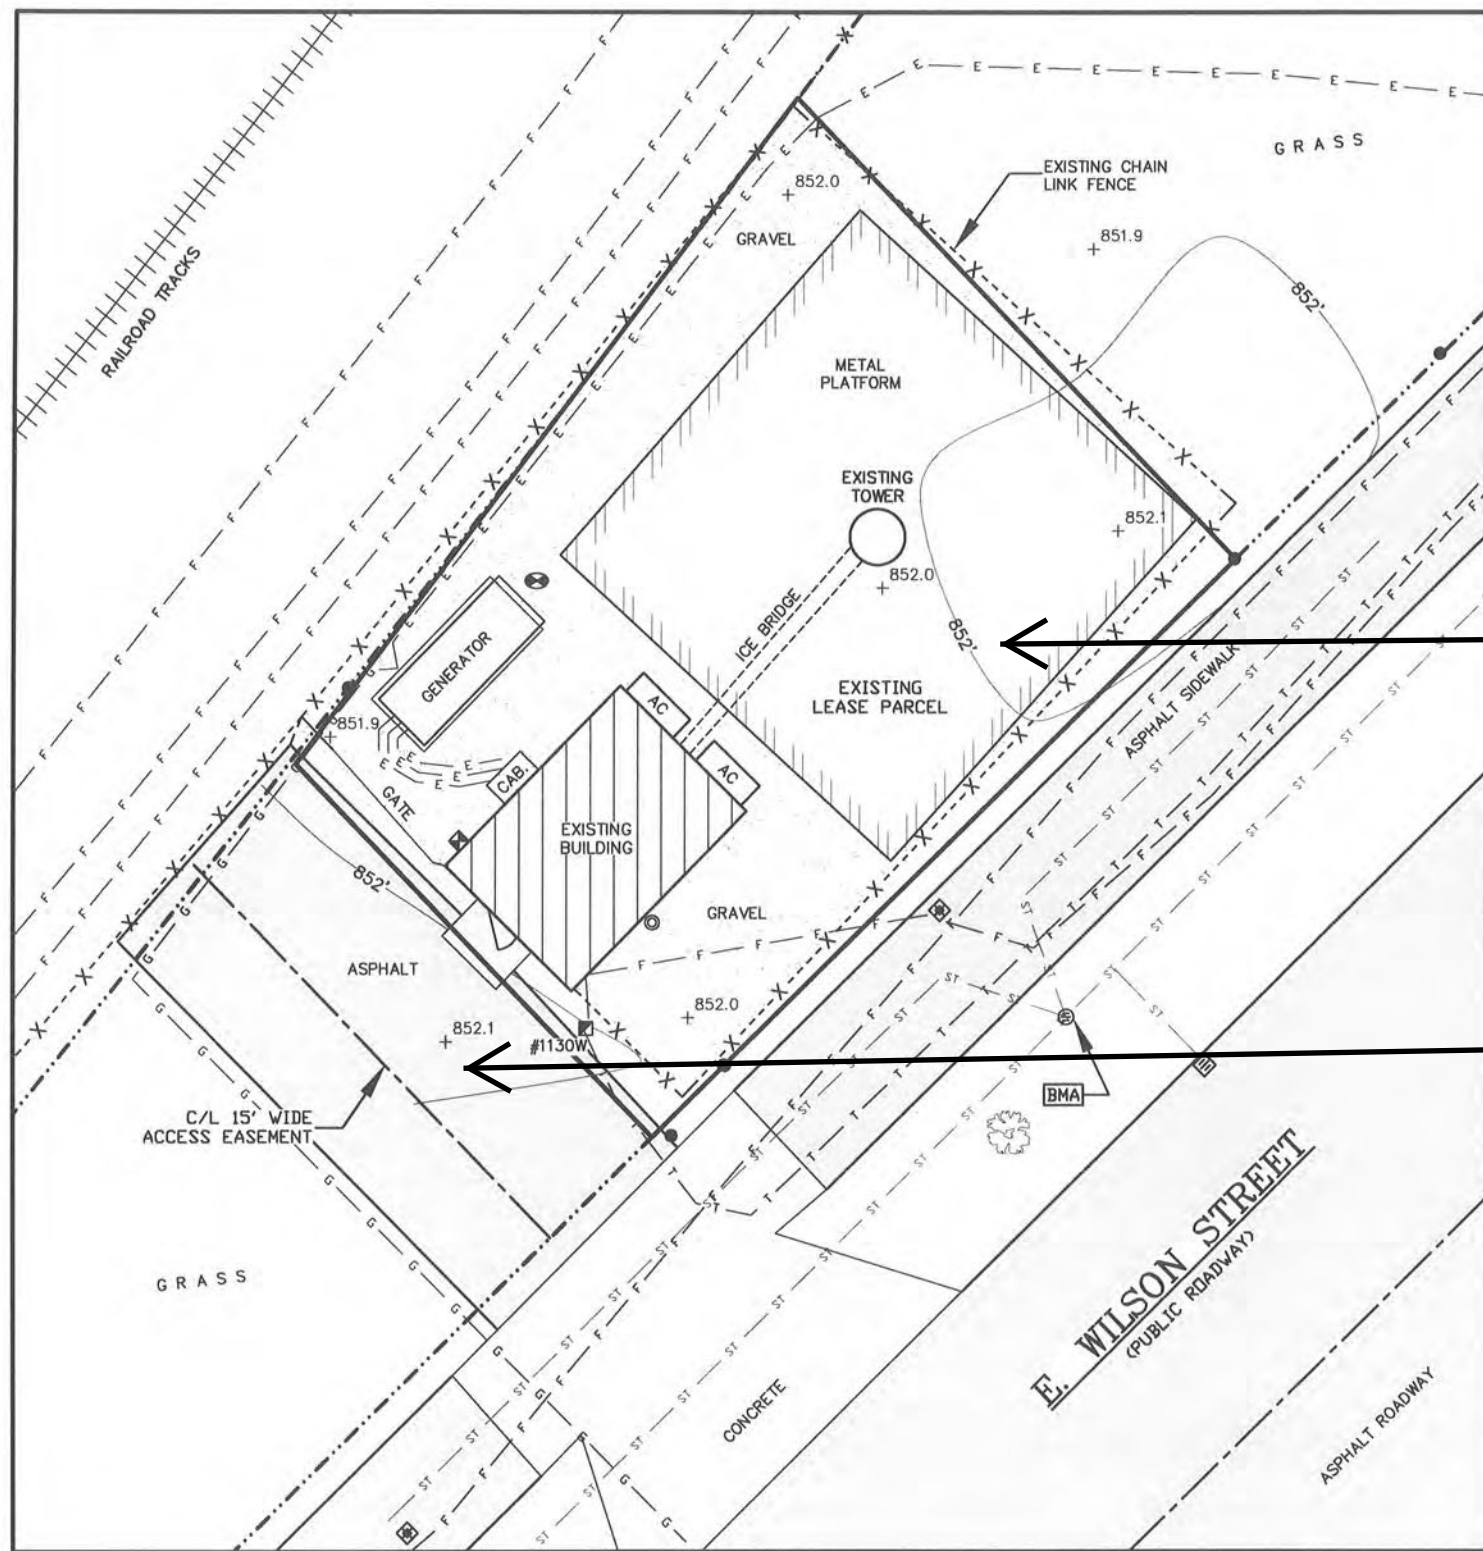 RAILROAD TRACKS
GRASS
EXISTING CHAIN
LINK FENCE
851.9
852'
852.0
GRAVEL
METAL
PLATFORM
EXISTING
TOWER
852.1
852.0
ICE BRIDGE
852'
EXISTING
LEASE PARCEL
ASPHALT SIDEWALK
GENERATOR
851.9
AC
AC
CAB.
GATE
EXISTING
BUILDING
852'
GRAVEL
ASPHALT
852.1
852.0
#1130W
BMA
C/L 15' WIDE
ACCESS EASEMENT
GRASS
E. WILSON STREET
(PUBLIC ROADWAY)
CONCRETE
ASPHALT ROADWAY